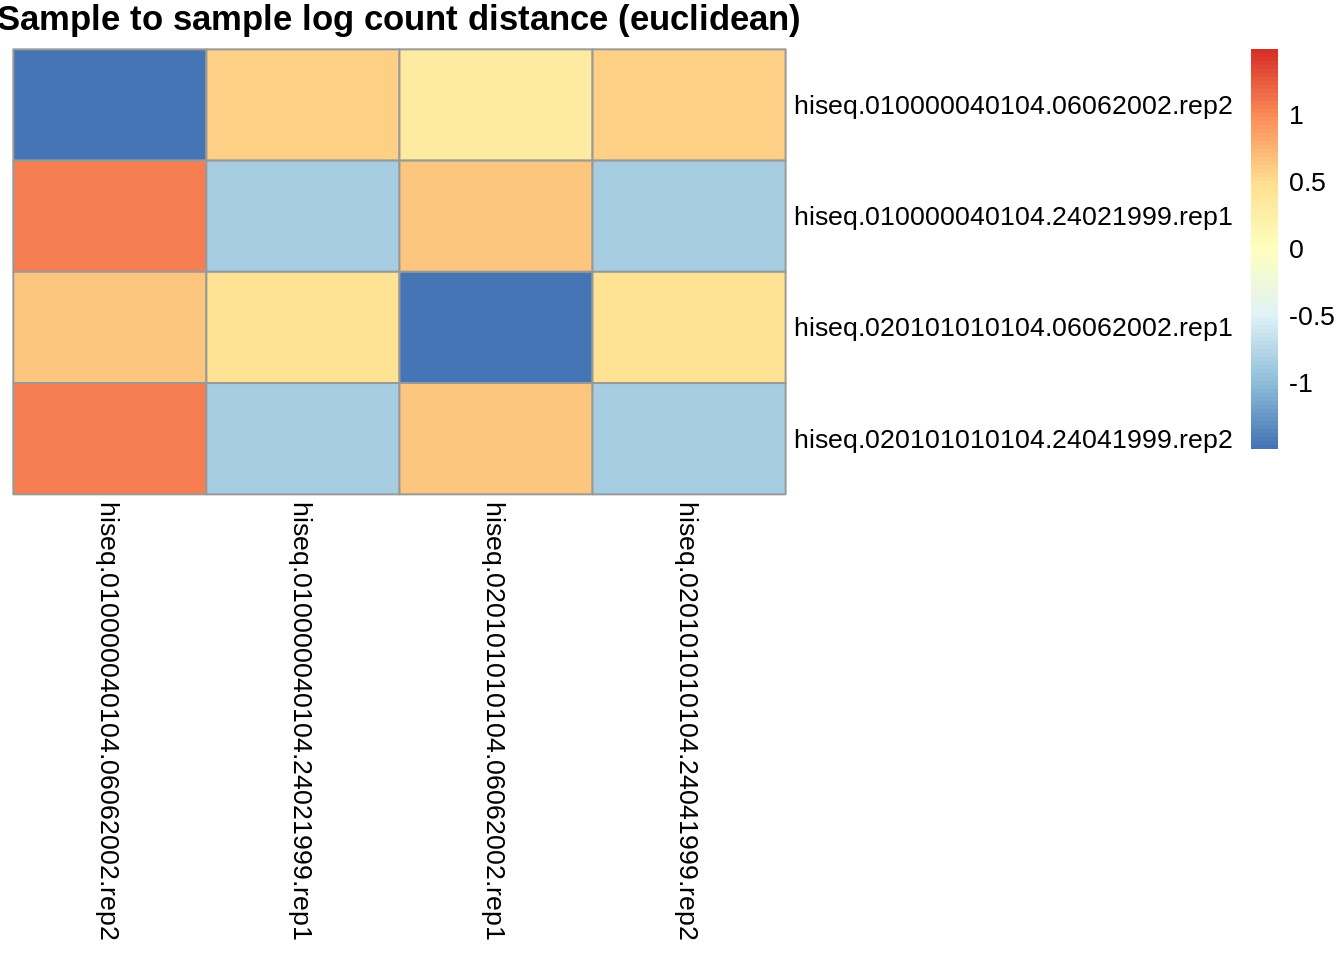 Sample to sample log count distance (euclidean)
hiseq.010000040104.06062002.rep2
hiseq.010000040104.24021999.rep1
hiseq.020101010104.06062002.rep1
hiseq.020101010104.24041999.rep2
1
0.5
0
-0.5
-1
hiseq.010000040104.06062002.rep2
hiseq.010000040104.24021999.rep1
hiseq.020101010104.06062002.rep1
hiseq.020101010104.24041999.rep2